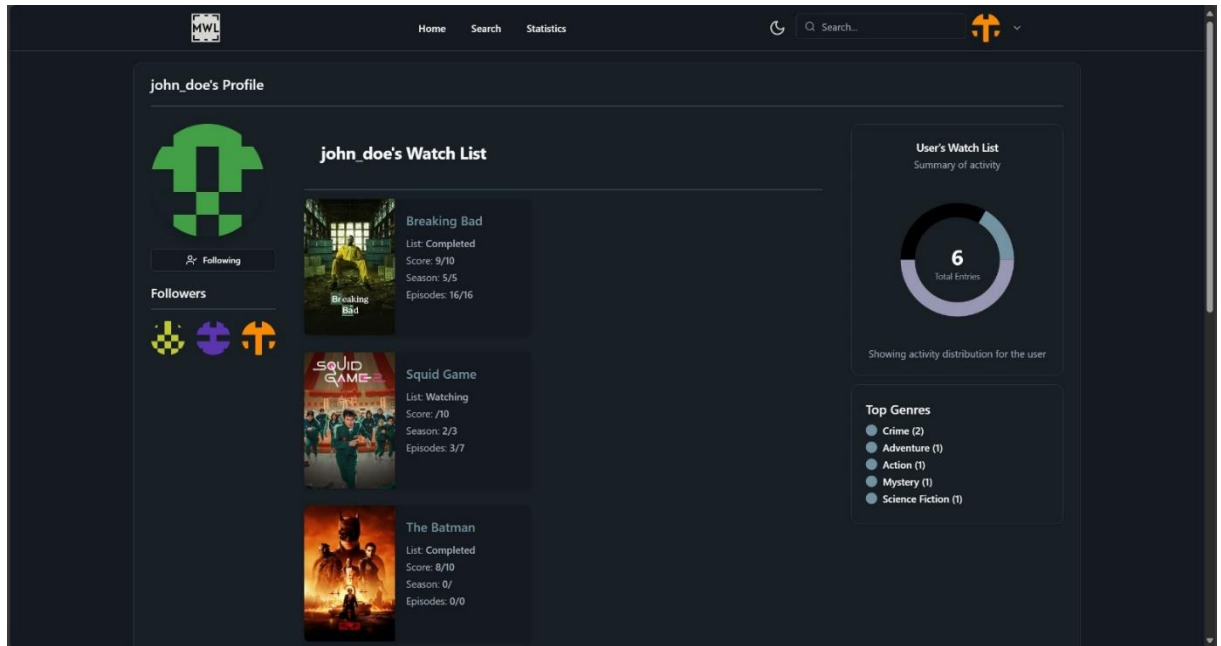 MWL
Home Search Statistics
Search...
john_doe's Profile
Following
Followers
john_doe's Watch List
Breaking Bad
Breaking
Bad
List: Completed
Score: 9/10
Season: 5/5
Episodes: 16/16
SQUID
GAME 2
Squid Game
List: Watching
Score: /10
Season: 2/3
Episodes: 3/7
The Batman
List: Completed
Score: 8/10
Season: 0/
Episodes: 0/0
User's Watch List
Summary of activity
6
Total Entries
Showing activity distribution for the user
Top Genres
Crime (2)
Adventure (1)
Action (1)
Mystery (1)
Science Fiction (1)